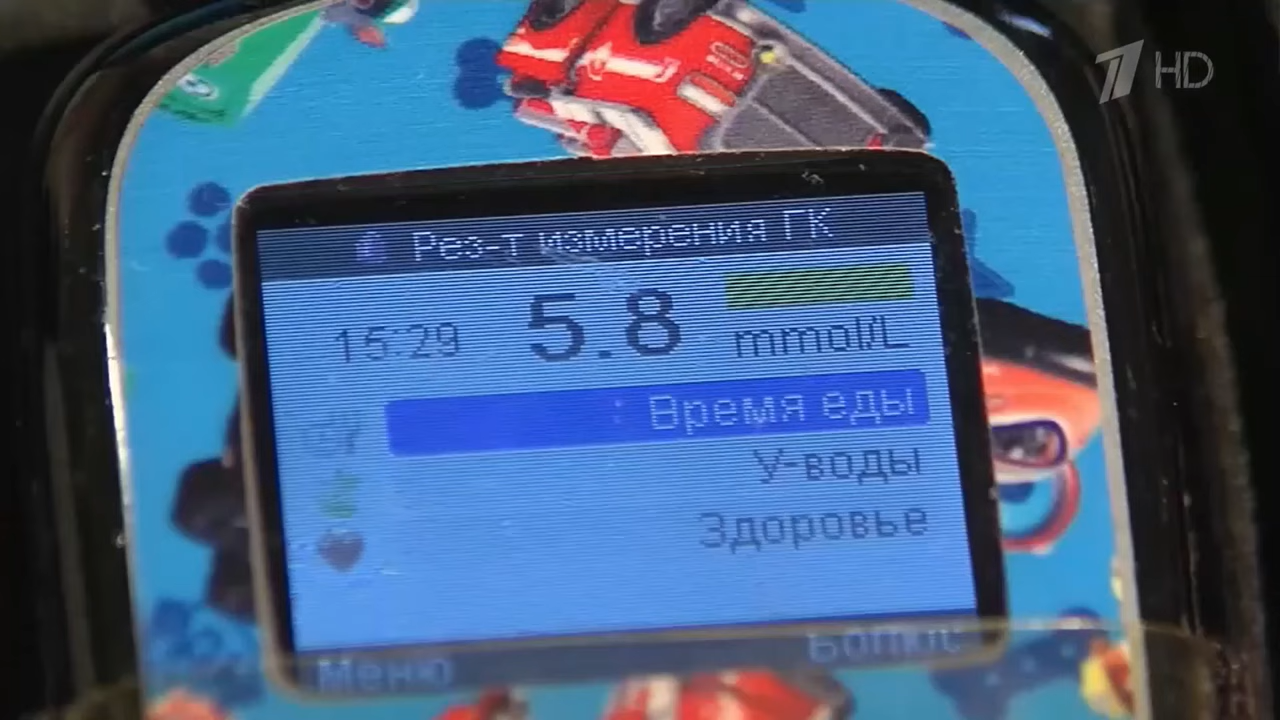 1 HD
Рез-т измерения ГК
15:29 5.8 mmol/L
: Время еды
У-воды
Здоровье
Меню Болюс